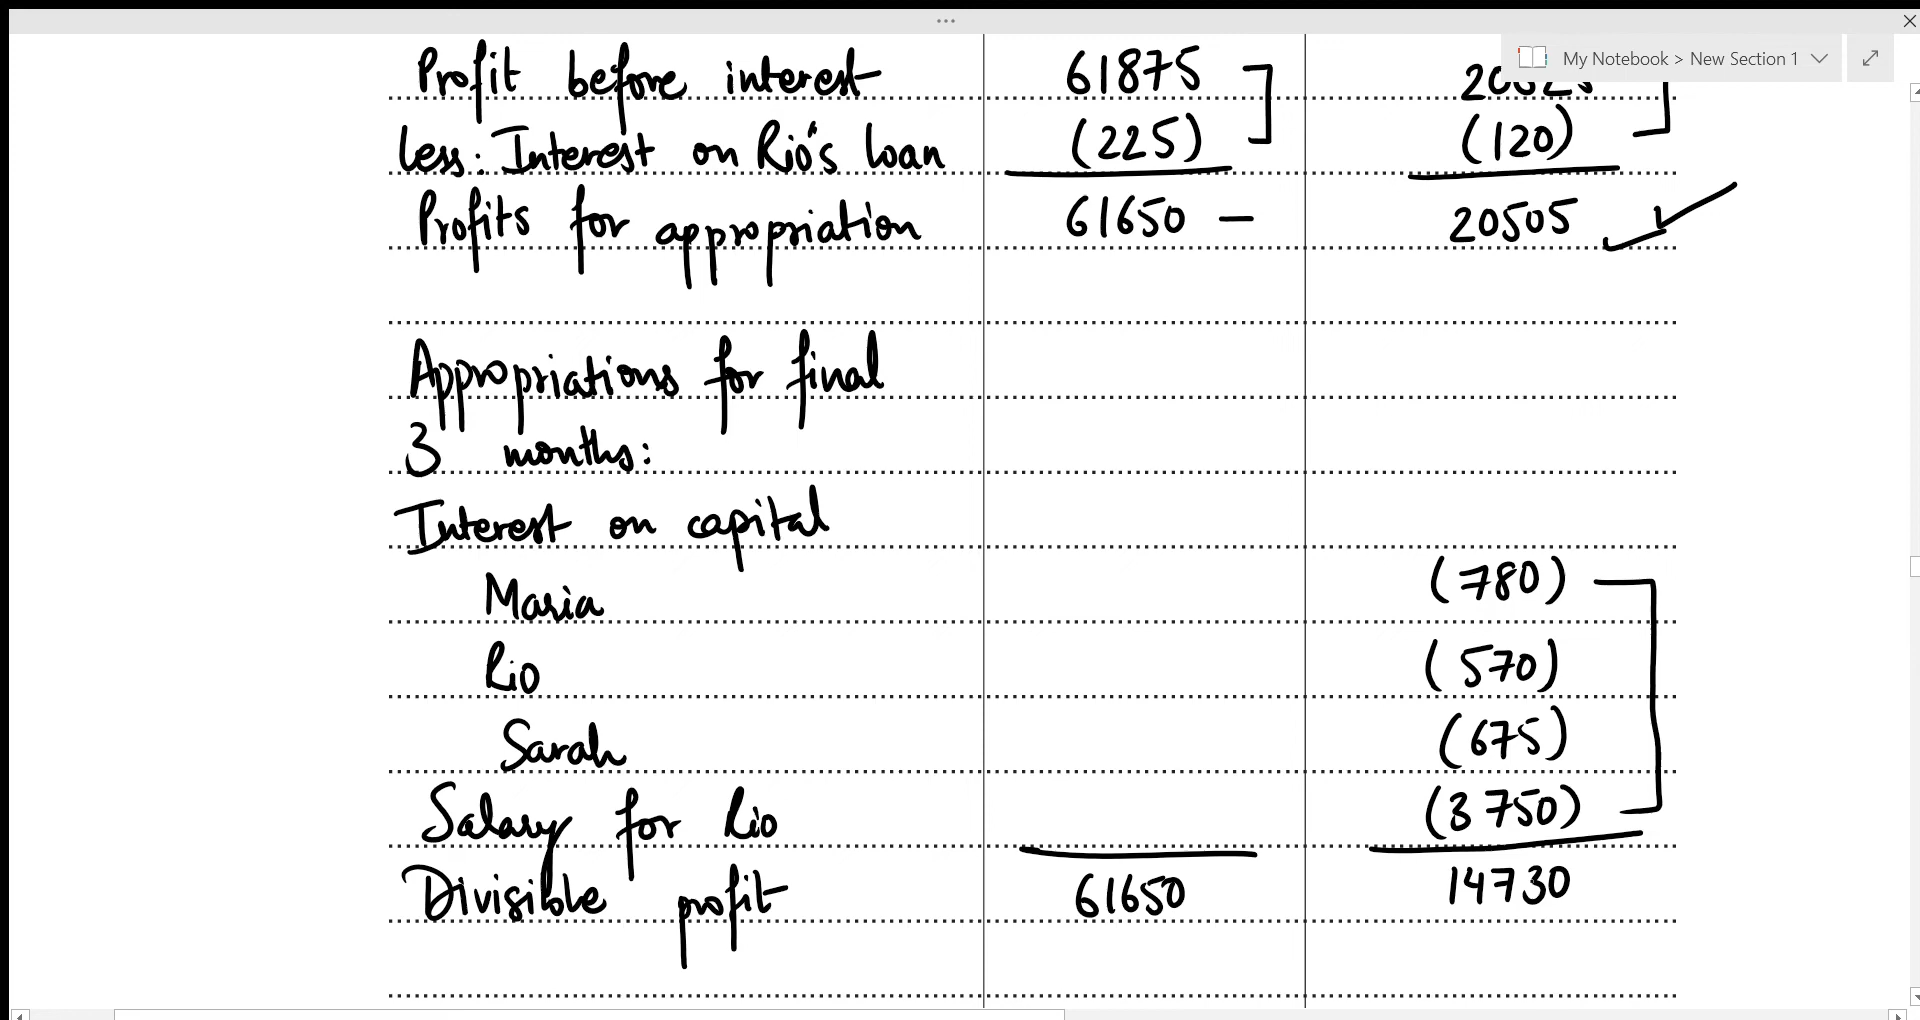 ...
My Notebook > New Section 1
Profit before interest 61875
less: Interest on Rio's loan (225) (120)
Profits for appropriation 61650 – 20505
Appropriations for final
3 months:
Interest on capital
Maria (780)
Rio (570)
Sarah (675)
Salary for Rio (3750)
Divisible profit 61650 14730